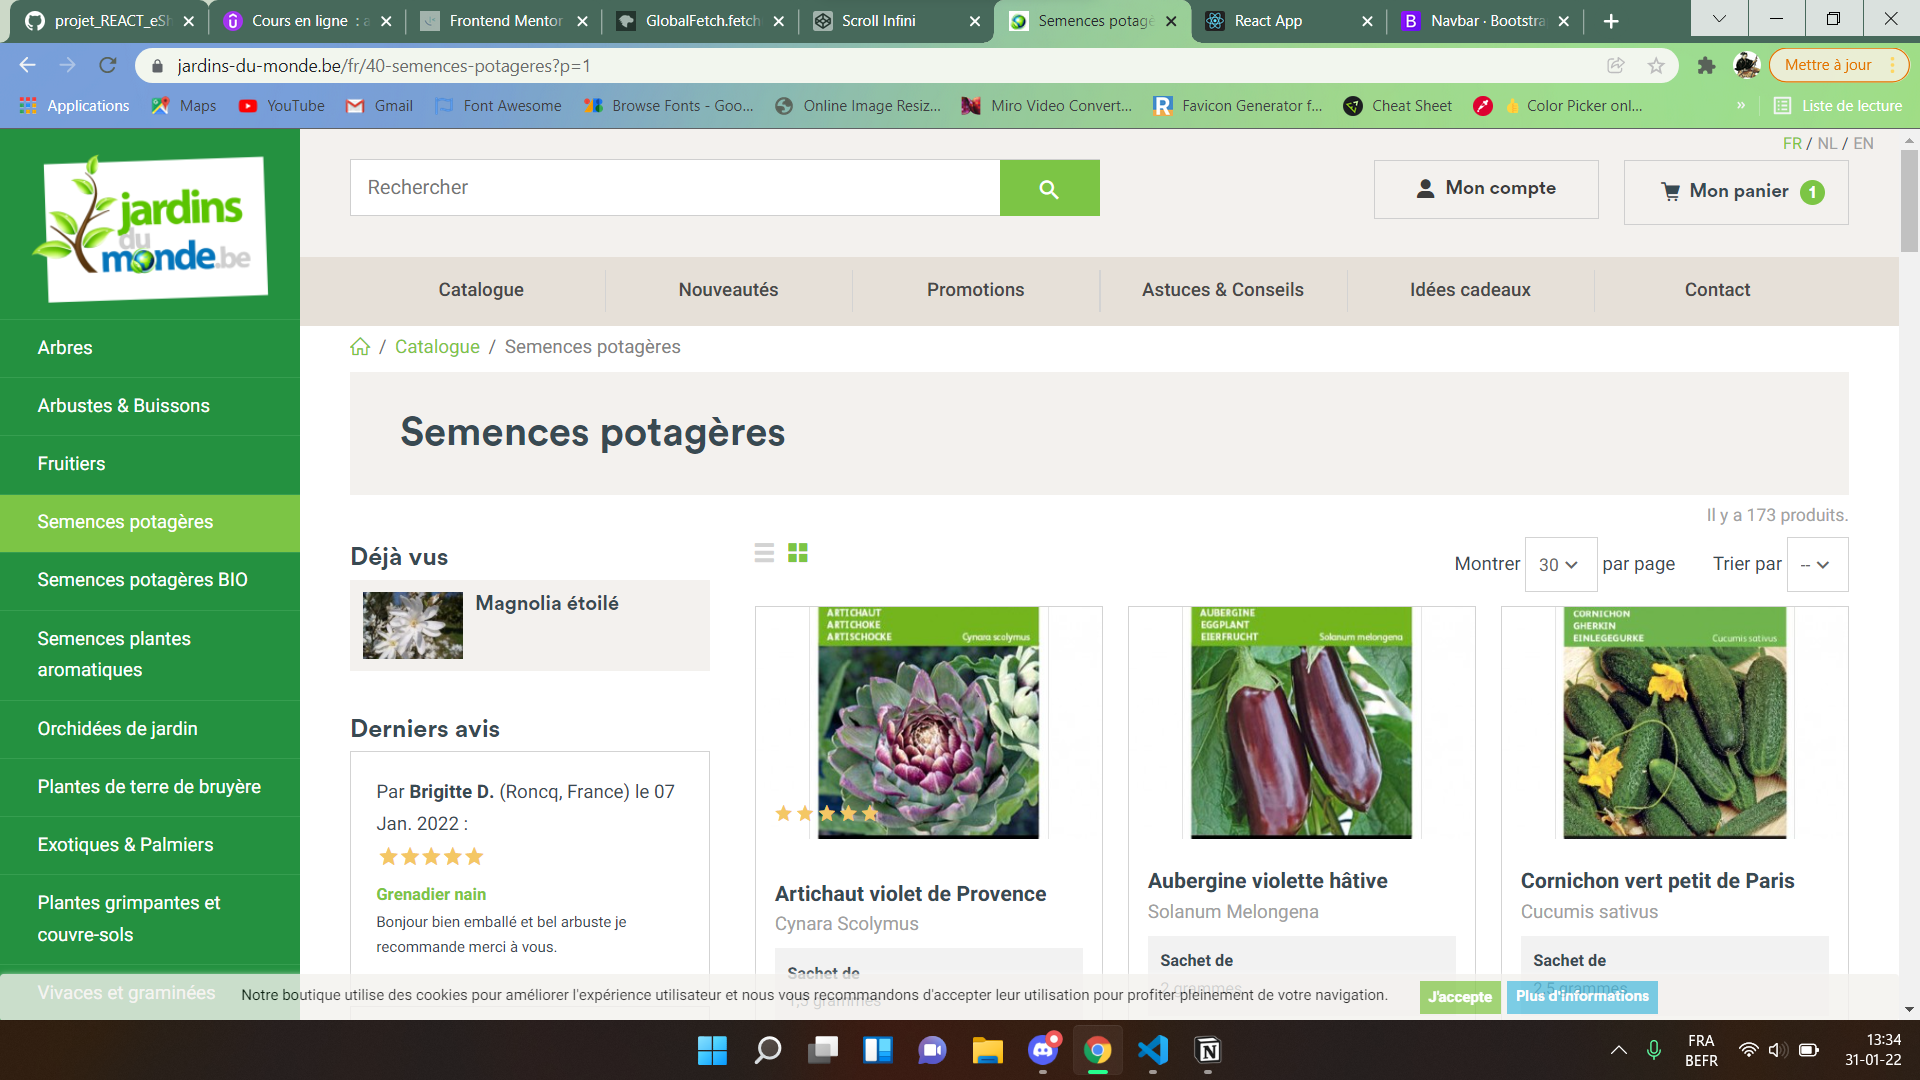 projet_REACT_eSh
Cours en ligne : a
Frontend Mentor
GlobalFetch.fetch
Scroll Infini
Semences potagè
React App
Navbar · Bootstra
jardins-du-monde.be/fr/40-semences-potageres?p=1
Mettre à jour
Applications
Maps
YouTube
Gmail
Font Awesome
Browse Fonts - Goo...
Online Image Resiz...
Miro Video Convert...
Favicon Generator f...
Cheat Sheet
Color Picker onl...
»
Liste de lecture
FR / NL / EN
jardins
du
monde.be
Rechercher
Mon compte
Mon panier 1
Catalogue
Nouveautés
Promotions
Astuces & Conseils
Idées cadeaux
Contact
/ Catalogue / Semences potagères
Arbres
Arbustes & Buissons
Fruitiers
Semences potagères
Semences potagères BIO
Semences plantes
aromatiques
Orchidées de jardin
Plantes de terre de bruyère
Exotiques & Palmiers
Plantes grimpantes et
couvre-sols
Vivaces et graminées
Semences potagères
Il y a 173 produits.
Déjà vus
Magnolia étoilé
Montrer 30 par page
Trier par --
Derniers avis
Par Brigitte D. (Roncq, France) le 07
Jan. 2022 :
Grenadier nain
Bonjour bien emballé et bel arbuste je
recommande merci à vous.
ARTICHAUT
ARTICHOKE
ARTISCHOCKE
Cynara scolymus
Artichaut violet de Provence
Cynara Scolymus
Sachet de
1,5 grammes
AUBERGINE
EGGPLANT
EIERFRUCHT
Solanum melongena
Aubergine violette hâtive
Solanum Melongena
Sachet de
2 grammes
CORNICHON
GHERKIN
EINLEGEGURKE
Cucumis sativus
Cornichon vert petit de Paris
Cucumis sativus
Sachet de
2,5 grammes
Notre boutique utilise des cookies pour améliorer l'expérience utilisateur et nous vous recommandons d'accepter leur utilisation pour profiter pleinement de votre navigation.
J'accepte
Plus d'informations
FRA
BEFR
13:34
31-01-22